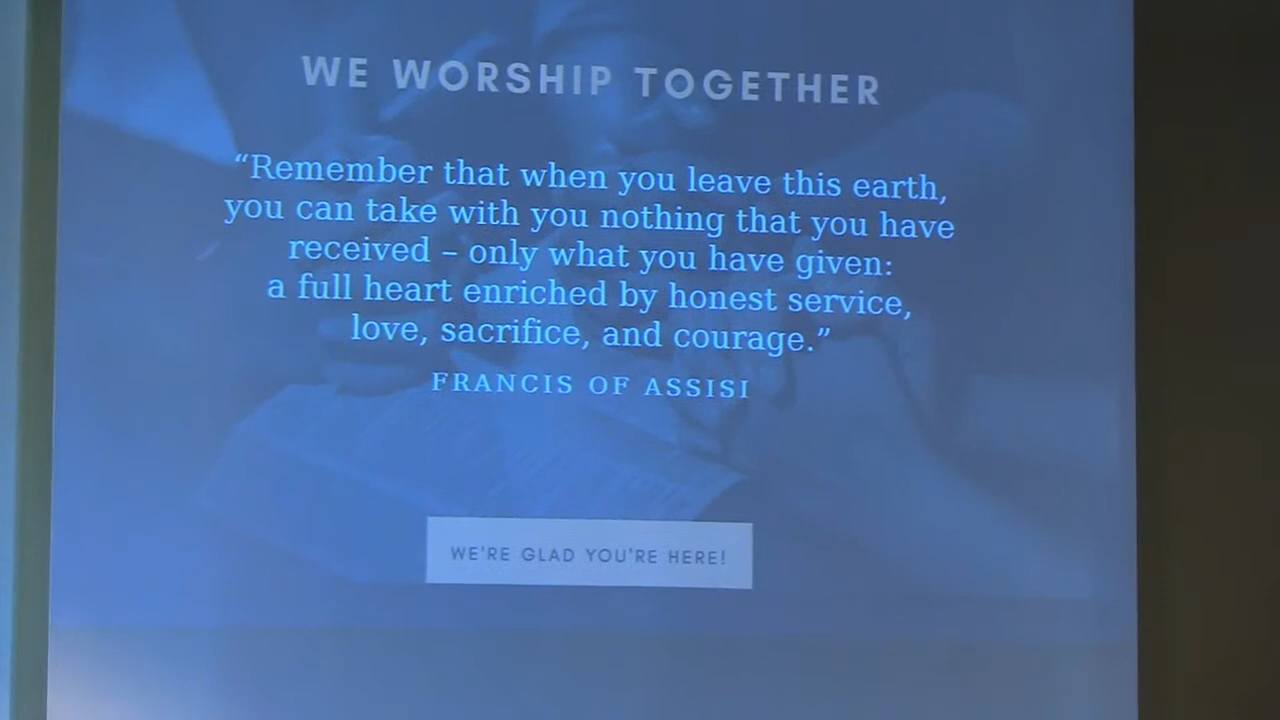 WE WORSHIP TOGETHER
“Remember that when you leave this earth,
you can take with you nothing that you have
received – only what you have given:
a full heart enriched by honest service,
love, sacrifice, and courage.”
FRANCIS OF ASSISI
WE'RE GLAD YOU'RE HERE!